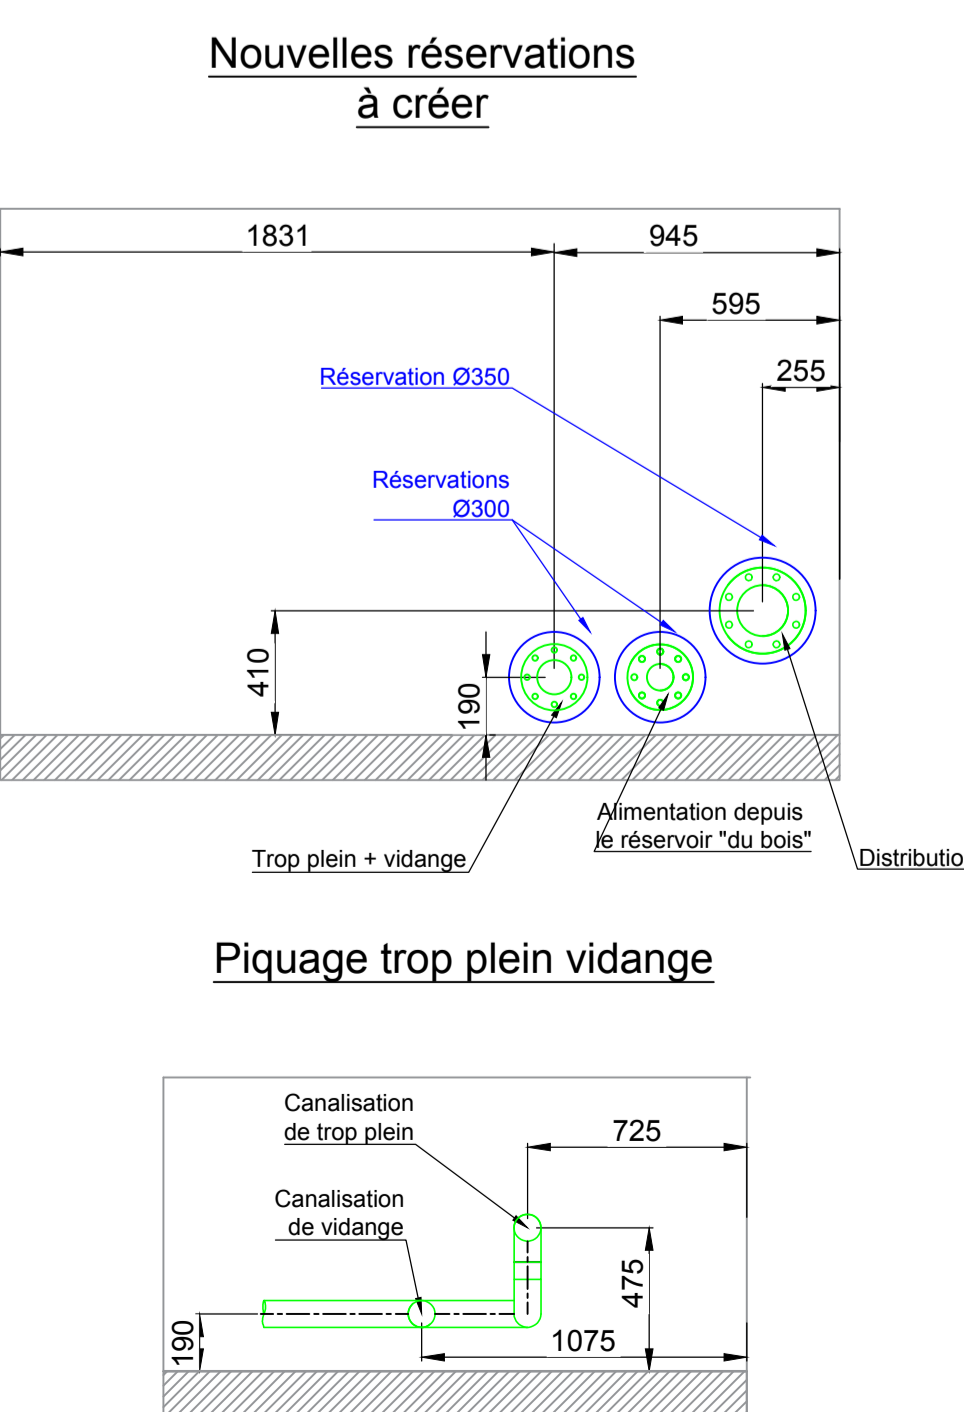 Nouvelles réservations
à créer
1831
945
595
255
Réservation Ø350
Réservations
Ø300
410
190
Alimentation depuis
le réservoir "du bois"
Trop plein + vidange
Distributio
Piquage trop plein vidange
Canalisation
de trop plein
725
Canalisation
de vidange
475
190
1075